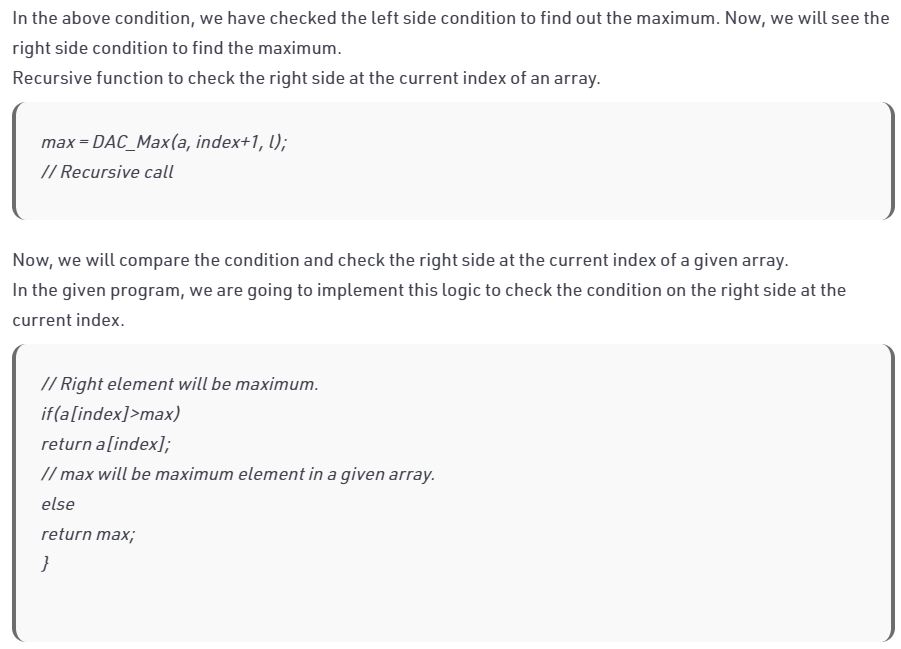 In the above condition, we have checked the left side condition to find out the maximum. Now, we will see the
right side condition to find the maximum.
Recursive function to check the right side at the current index of an array.
max = DAC_Max(a, index+1, l);
// Recursive call
Now, we will compare the condition and check the right side at the current index of a given array.
In the given program, we are going to implement this logic to check the condition on the right side at the
current index.
// Right element will be maximum.
if(a[index]>max)
return a[index];
// max will be maximum element in a given array.
else
return max;
}